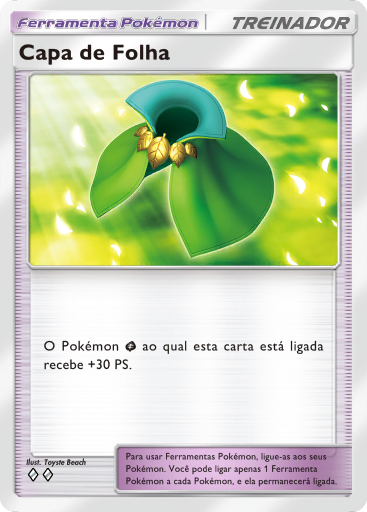 Ferramenta Pokémon TREINADOR
Capa de Folha
O Pokémon ao qual esta carta está ligada
recebe +30 PS.
Ilust. Toyste Beach
Para usar Ferramentas Pokémon, ligue-as aos seus
Pokémon. Você pode ligar apenas 1 Ferramenta
Pokémon a cada Pokémon, e ela permanecerá ligada.